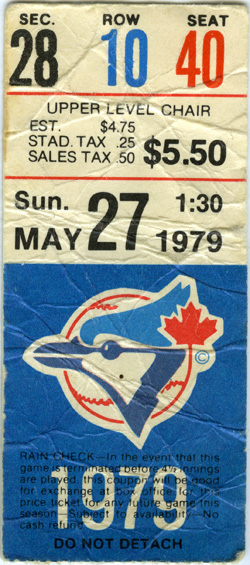 SEC. ROW SEAT
28 10 40
UPPER LEVEL CHAIR
EST. $4.75
STAD. TAX .25
SALES TAX .50 $5.50
Sun. 1:30
MAY 27 1979
©
RAIN CHECK—In the event that this
game is terminated before 4½ innings
are played, this coupon will be good
for exchange at box office for this
price ticket for any future game this
season. Subject to availability—No
cash refund.
1979
DO NOT DETACH